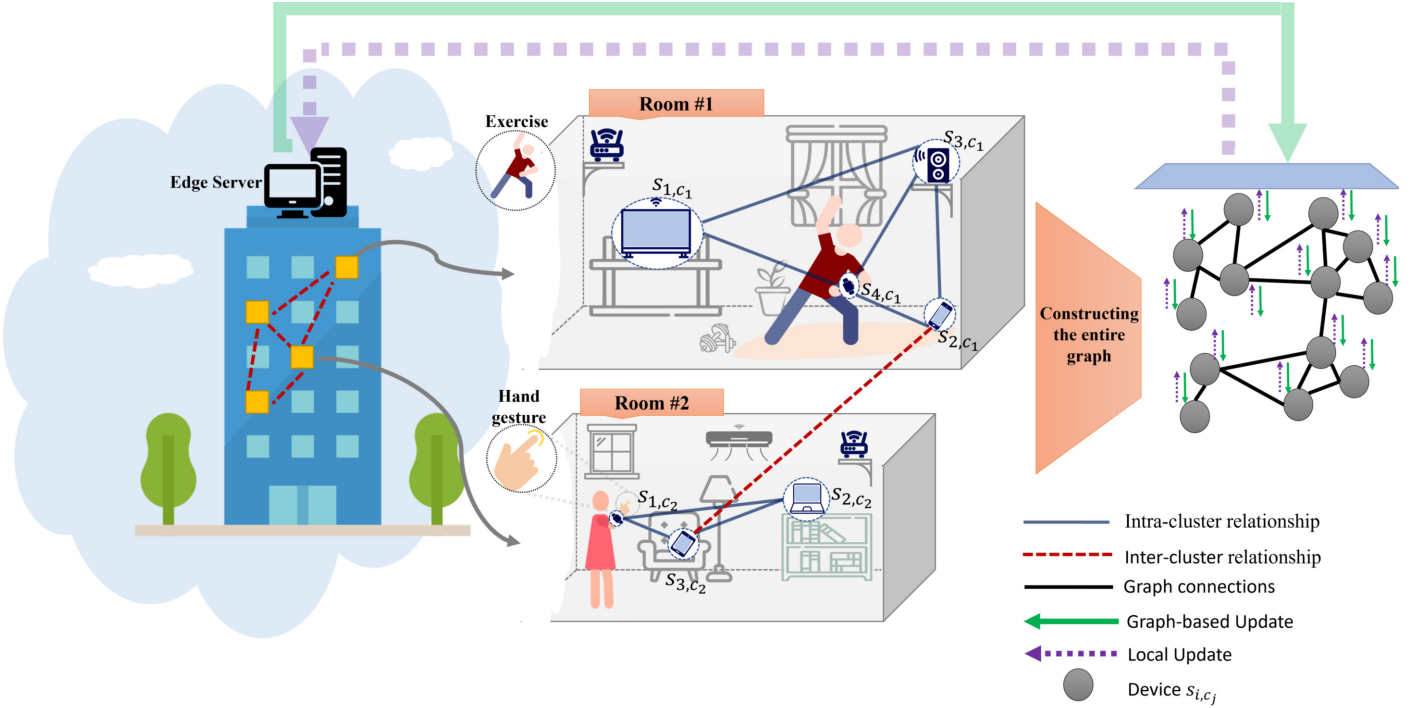 Room #1
Exercise
Edge Server
S₁,c₁
S₃,c₁
S₄,c₁
S₂,c₁
Constructing
the entire
graph
Hand
gesture
Room #2
S₁,c₂
S₂,c₂
S₃,c₂
Intra-cluster relationship
Inter-cluster relationship
Graph connections
Graph-based Update
Local Update
Device s_{i,c_j}